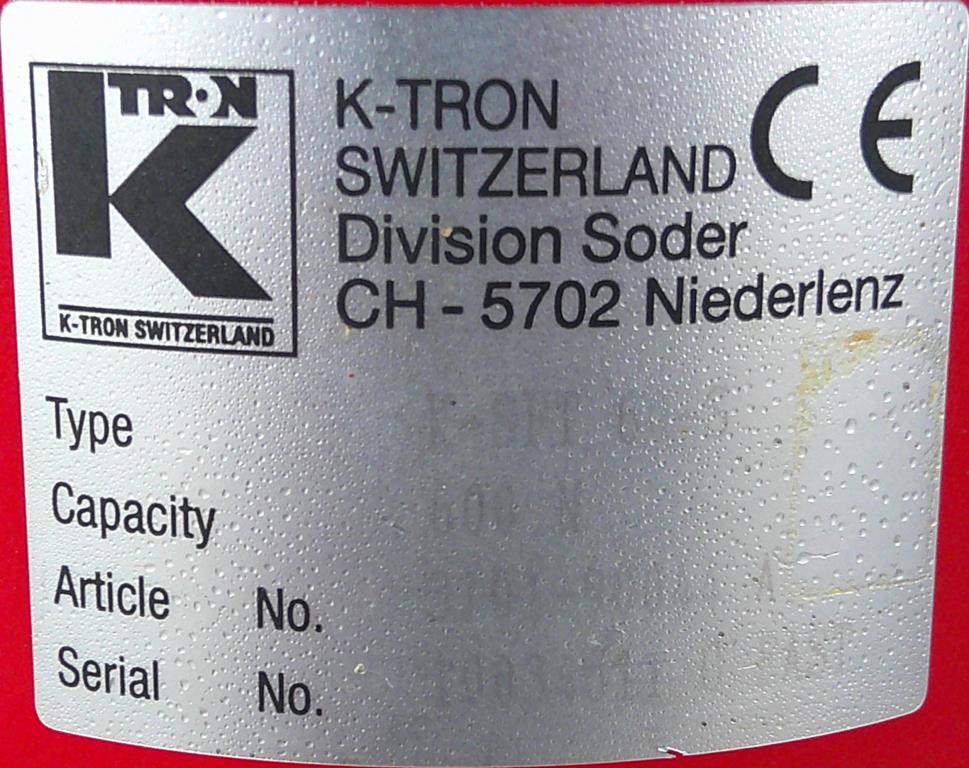 TR·N
K
K-TRON SWITZERLAND
K-TRON
SWITZERLAND
Division Soder
CH - 5702 Niederlenz
CE
Type
Capacity
Article No.
Serial No.